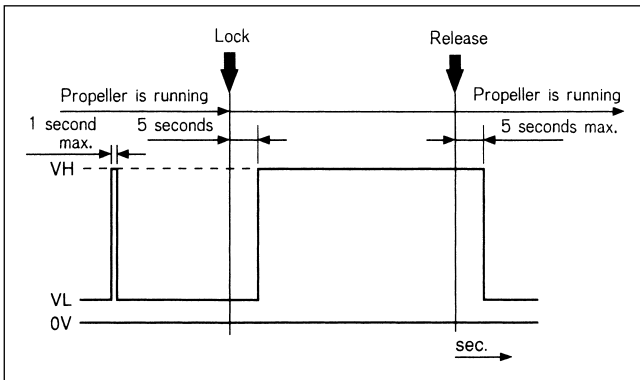 Lock
Release
Propeller is running
Propeller is running
1 second
max.
5 seconds
5 seconds max.
VH
VL
0V
sec.